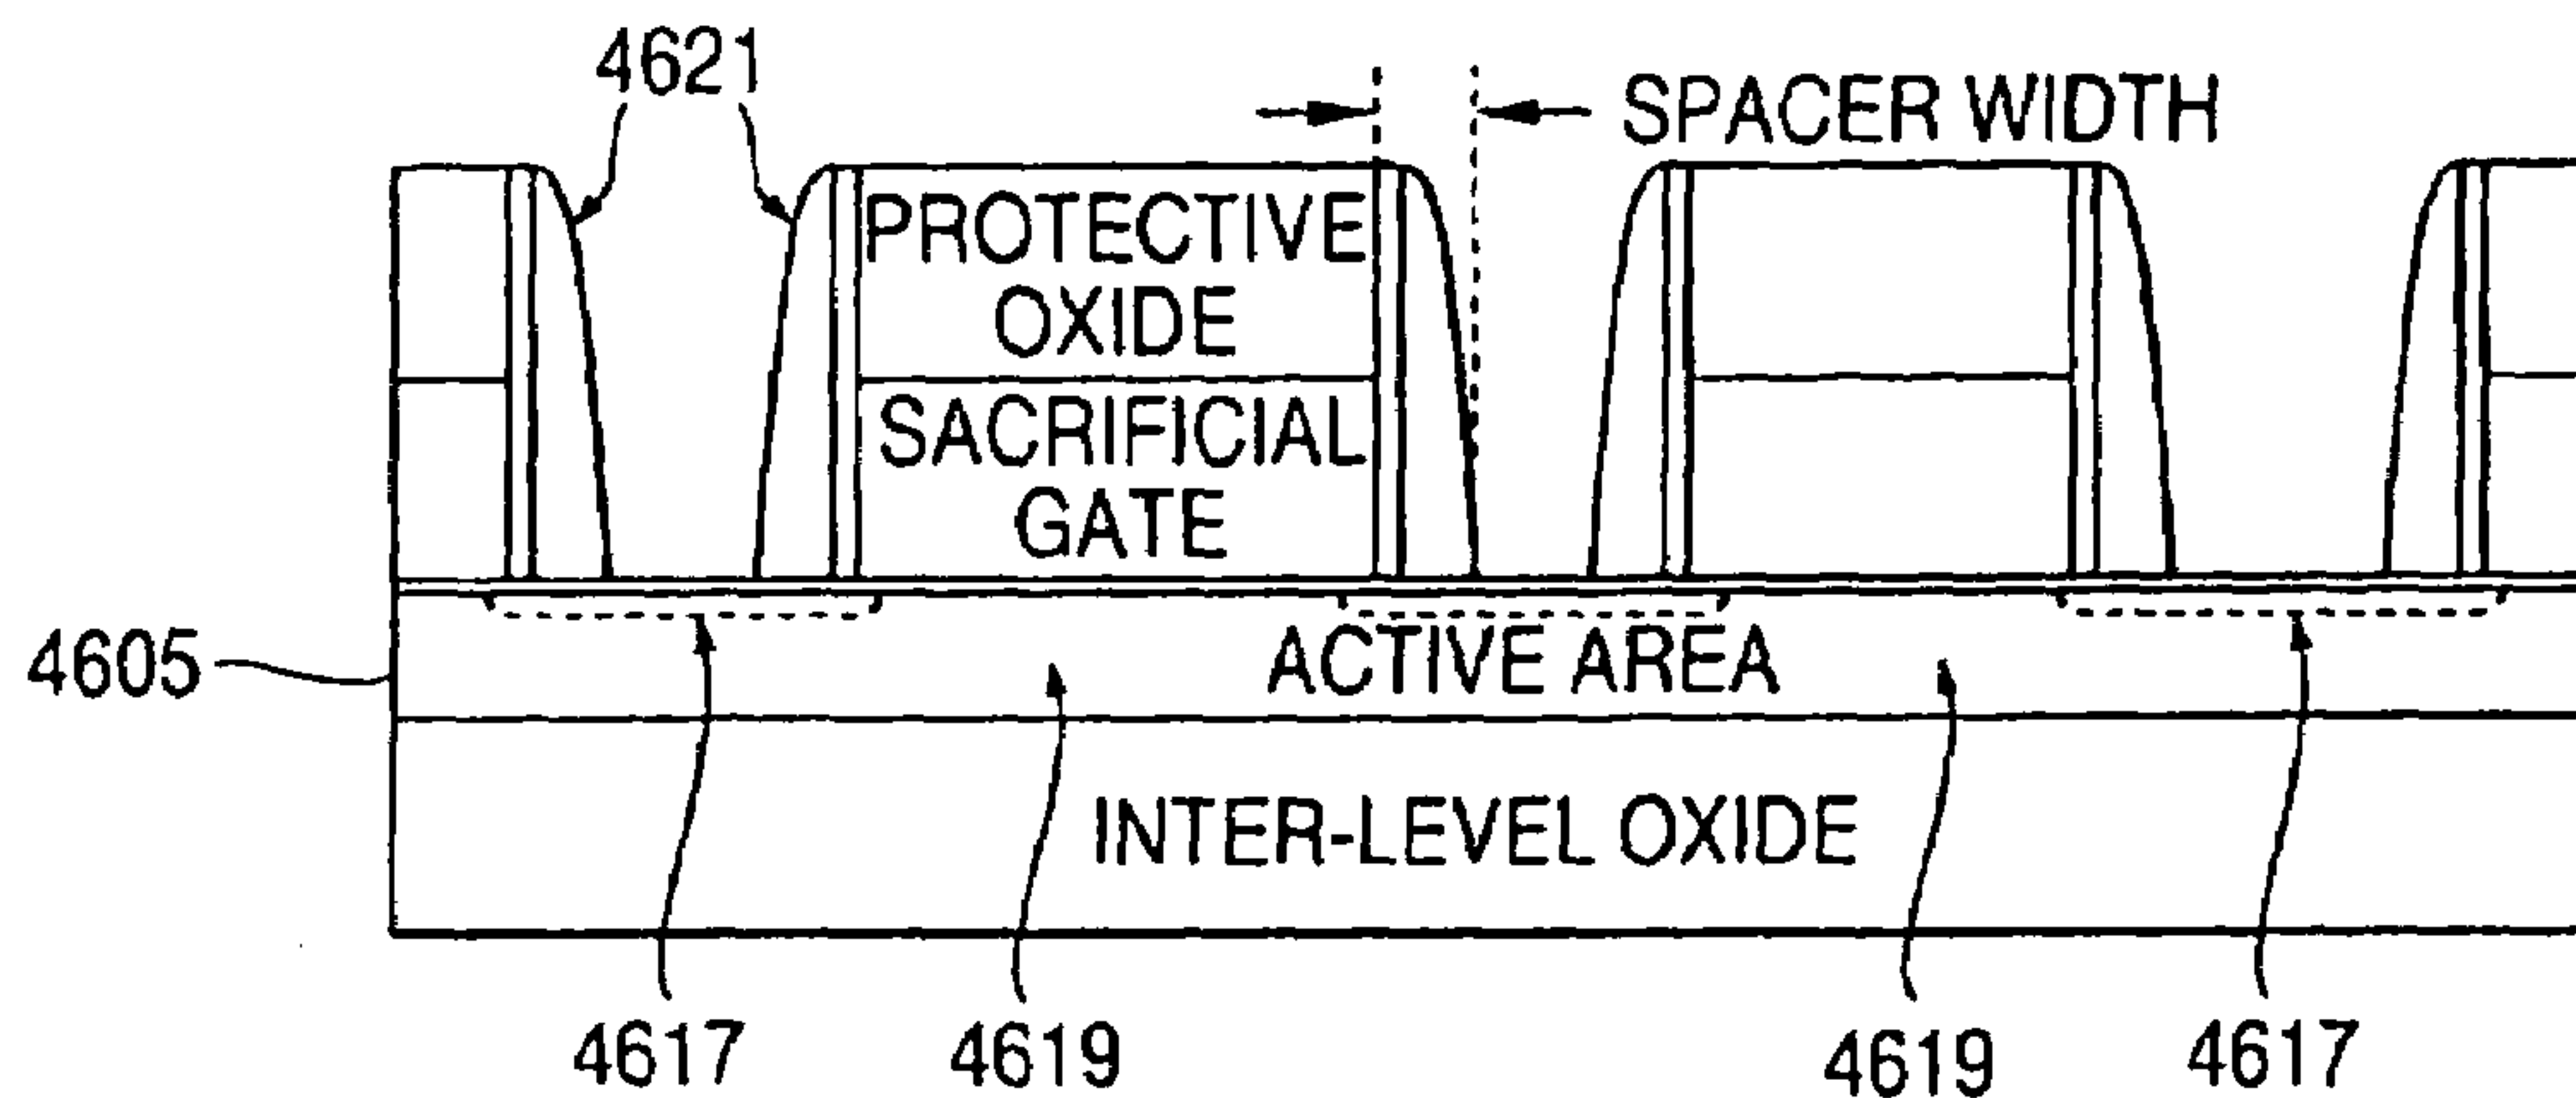 4621
SPACER WIDTH
PROTECTIVE
OXIDE
SACRIFICIAL
GATE
4605
ACTIVE AREA
INTER-LEVEL OXIDE
4617
4619
4619
4617